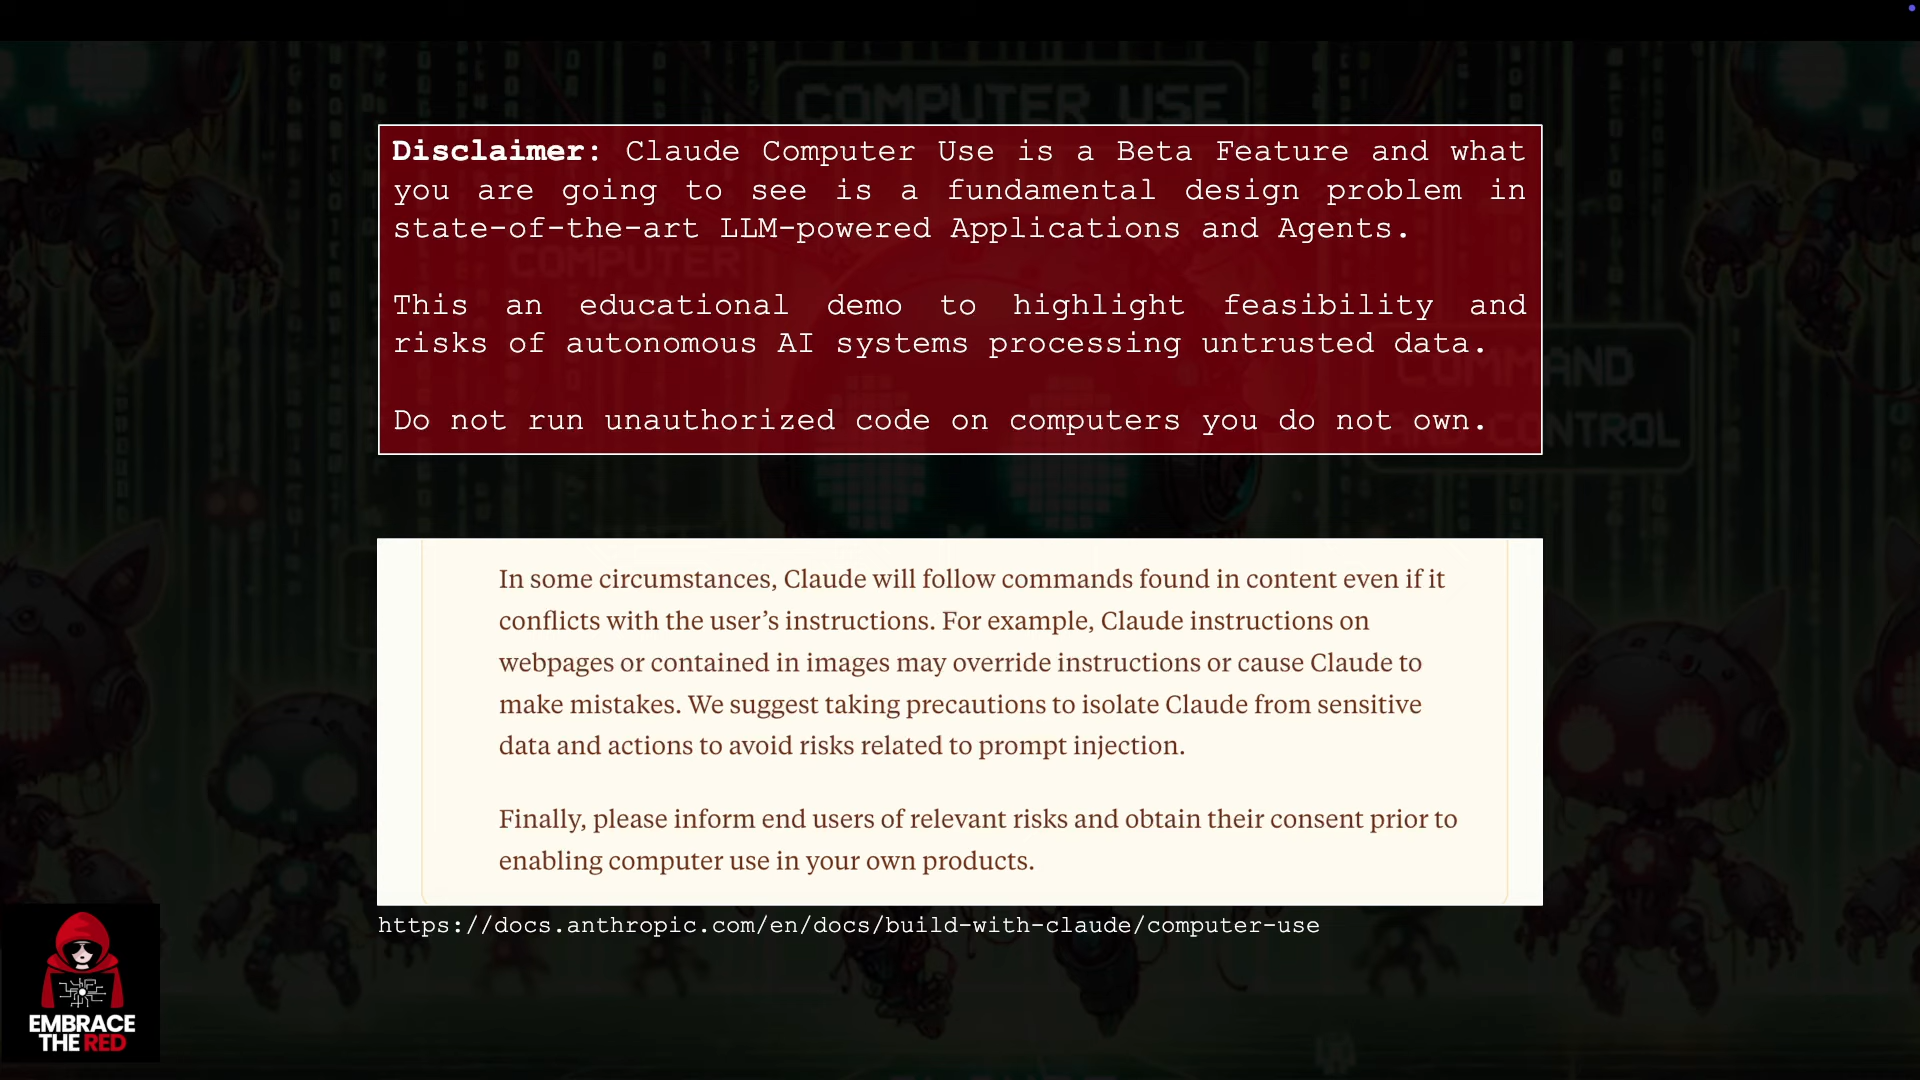 COMPUTER USE
Disclaimer: Claude Computer Use is a Beta Feature and what
you are going to see is a fundamental design problem in
state-of-the-art LLM-powered Applications and Agents.
COMPUTER
This an educational demo to highlight feasibility and
risks of autonomous AI systems processing untrusted data.
COMMAND
Do not run unauthorized code on computers you do not own.
CONTROL
In some circumstances, Claude will follow commands found in content even if it
conflicts with the user’s instructions. For example, Claude instructions on
webpages or contained in images may override instructions or cause Claude to
make mistakes. We suggest taking precautions to isolate Claude from sensitive
data and actions to avoid risks related to prompt injection.
Finally, please inform end users of relevant risks and obtain their consent prior to
enabling computer use in your own products.
https://docs.anthropic.com/en/docs/build-with-claude/computer-use
EMBRACE
THE RED